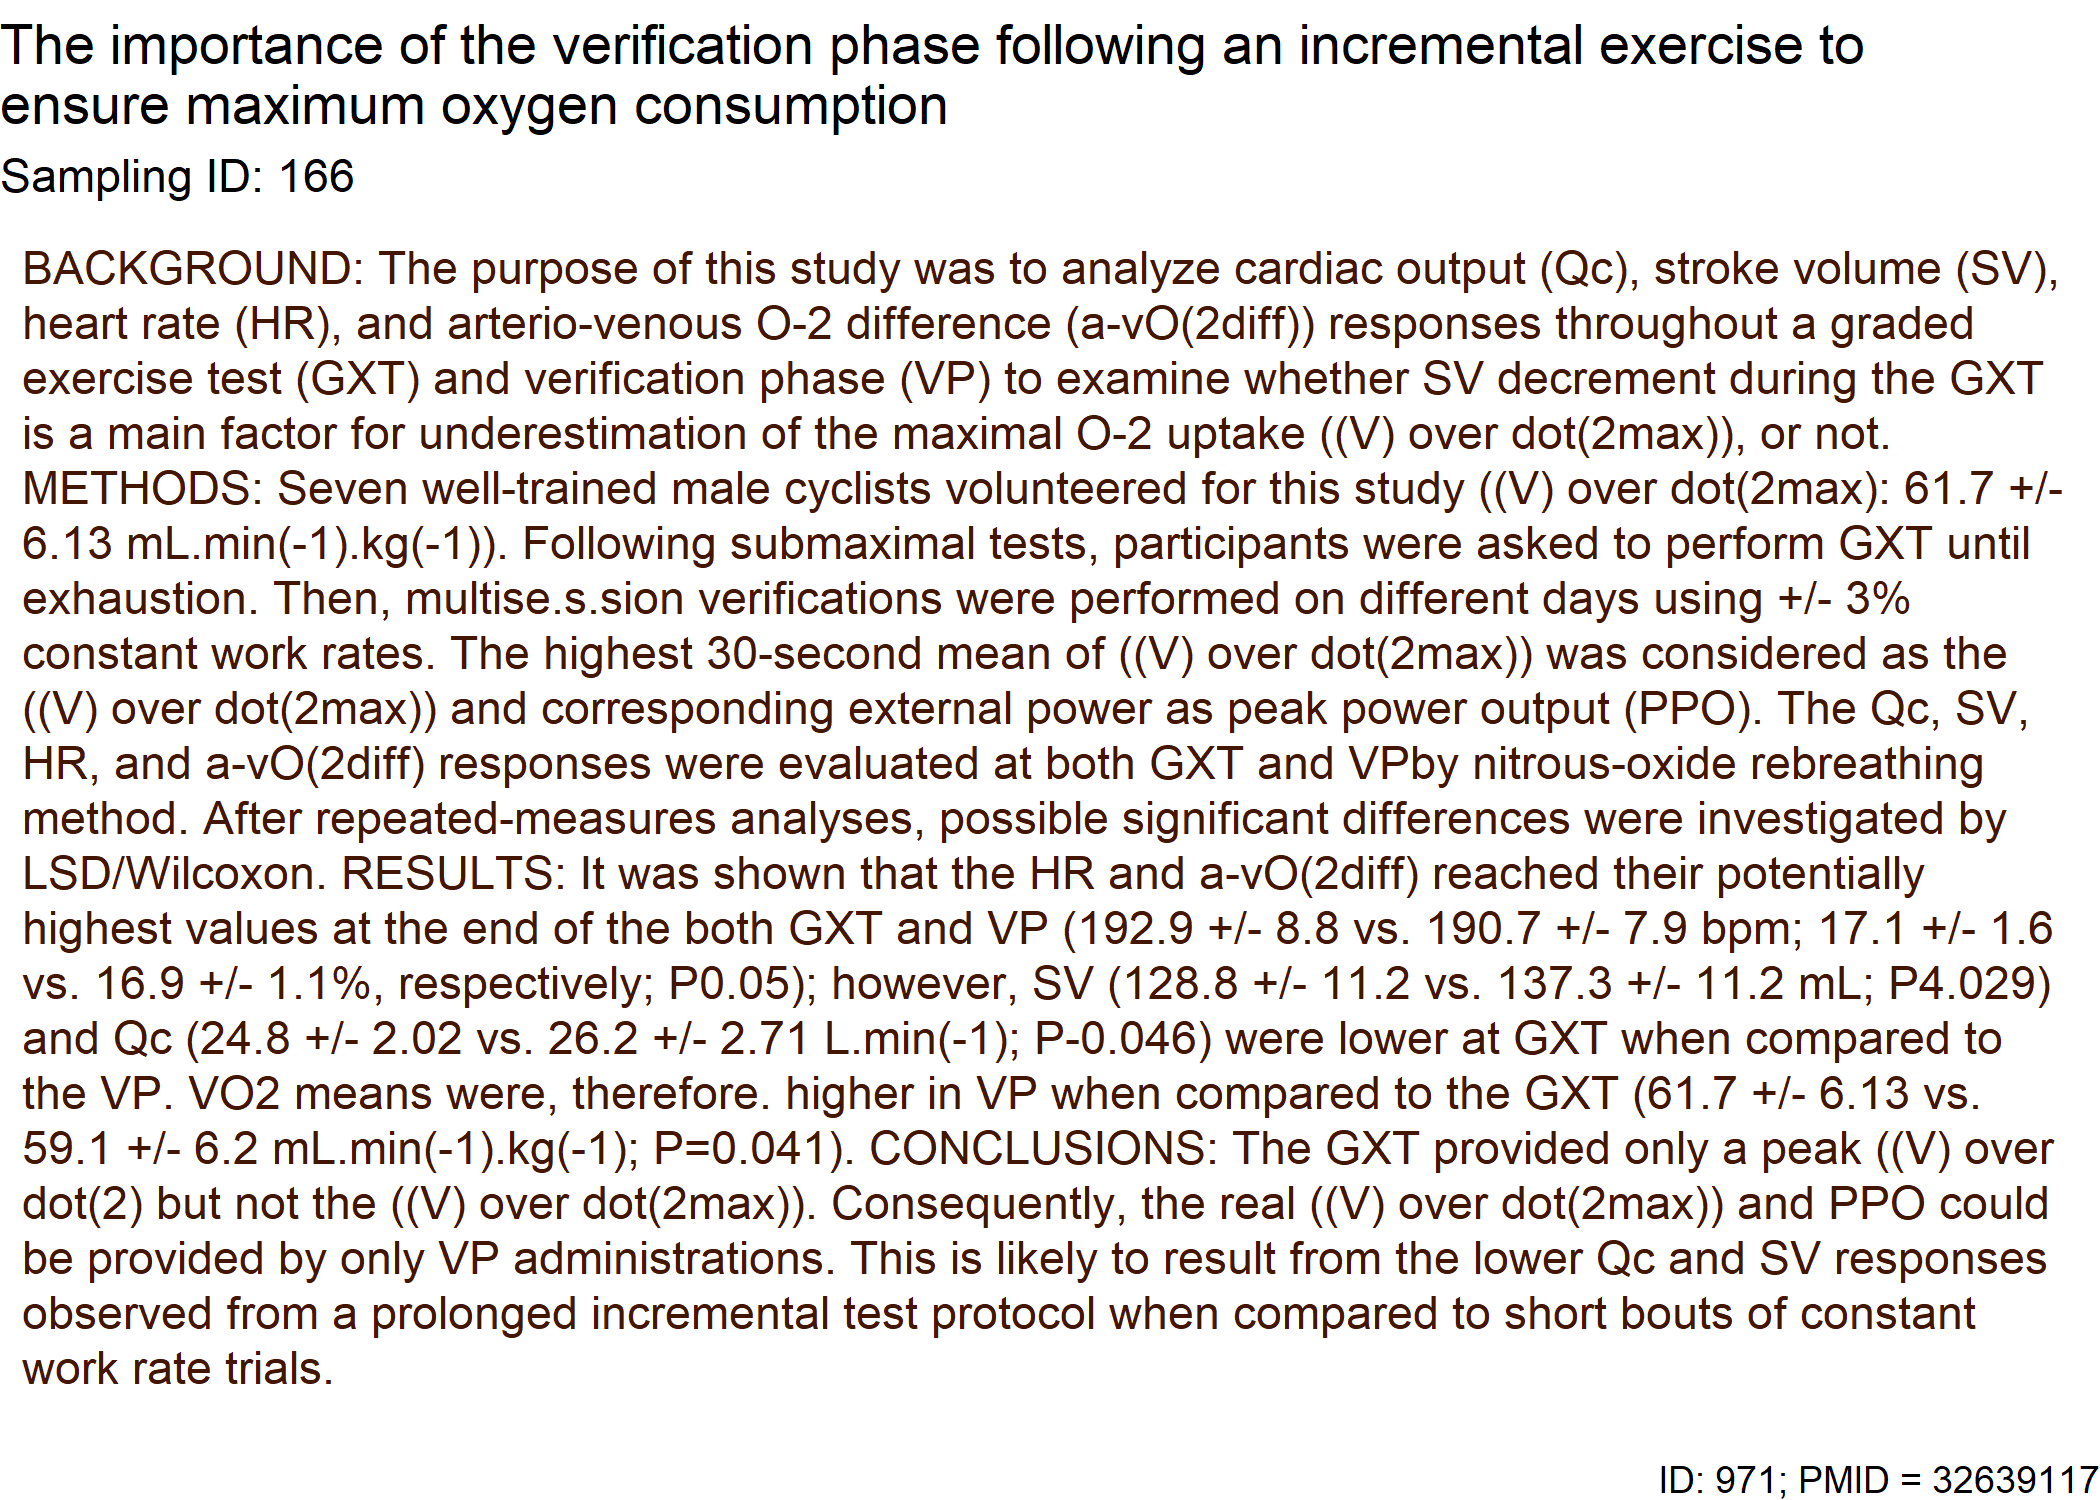 The importance of the verification phase following an incremental exercise to
ensure maximum oxygen consumption
Sampling ID: 166
BACKGROUND: The purpose of this study was to analyze cardiac output (Qc), stroke volume (SV),
heart rate (HR), and arterio-venous O-2 difference (a-vO(2diff)) responses throughout a graded
exercise test (GXT) and verification phase (VP) to examine whether SV decrement during the GXT
is a main factor for underestimation of the maximal O-2 uptake ((V) over dot(2max)), or not.
METHODS: Seven well-trained male cyclists volunteered for this study ((V) over dot(2max): 61.7 +/-
6.13 mL.min(-1).kg(-1)). Following submaximal tests, participants were asked to perform GXT until
exhaustion. Then, multise.s.sion verifications were performed on different days using +/- 3%
constant work rates. The highest 30-second mean of ((V) over dot(2max)) was considered as the
((V) over dot(2max)) and corresponding external power as peak power output (PPO). The Qc, SV,
HR, and a-vO(2diff) responses were evaluated at both GXT and VPby nitrous-oxide rebreathing
method. After repeated-measures analyses, possible significant differences were investigated by
LSD/Wilcoxon. RESULTS: It was shown that the HR and a-vO(2diff) reached their potentially
highest values at the end of the both GXT and VP (192.9 +/- 8.8 vs. 190.7 +/- 7.9 bpm; 17.1 +/- 1.6
vs. 16.9 +/- 1.1%, respectively; P0.05); however, SV (128.8 +/- 11.2 vs. 137.3 +/- 11.2 mL; P4.029)
and Qc (24.8 +/- 2.02 vs. 26.2 +/- 2.71 L.min(-1); P-0.046) were lower at GXT when compared to
the VP. VO2 means were, therefore. higher in VP when compared to the GXT (61.7 +/- 6.13 vs.
59.1 +/- 6.2 mL.min(-1).kg(-1); P=0.041). CONCLUSIONS: The GXT provided only a peak ((V) over
dot(2) but not the ((V) over dot(2max)). Consequently, the real ((V) over dot(2max)) and PPO could
be provided by only VP administrations. This is likely to result from the lower Qc and SV responses
observed from a prolonged incremental test protocol when compared to short bouts of constant
work rate trials.
ID: 971; PMID = 32639117